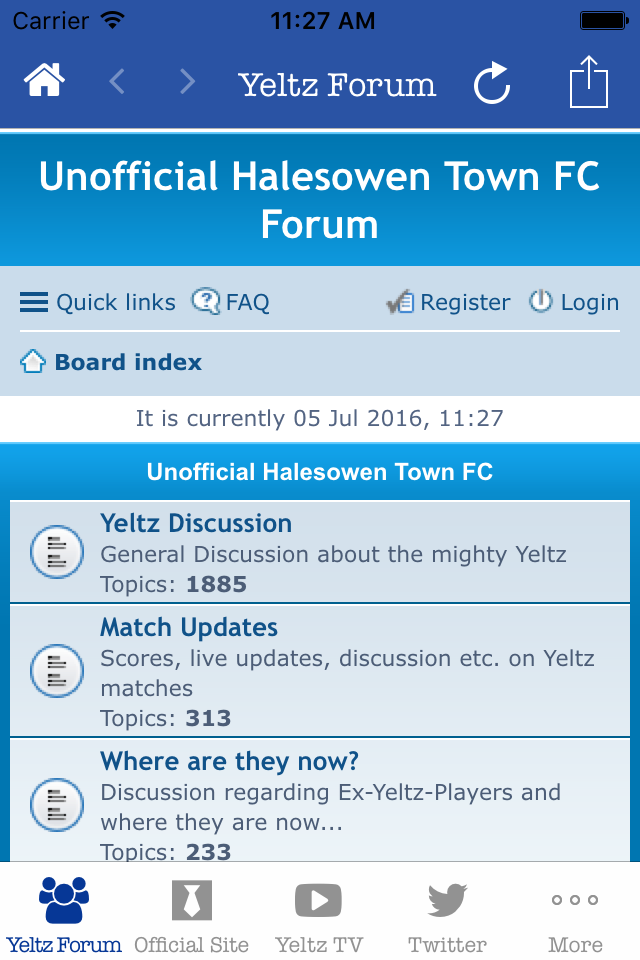 Carrier 11:27 AM
Yeltz Forum
Unofficial Halesowen Town FC
Forum
Quick links FAQ Register Login
Board index
It is currently 05 Jul 2016, 11:27
Unofficial Halesowen Town FC
Yeltz Discussion
General Discussion about the mighty Yeltz
Topics: 1885
Match Updates
Scores, live updates, discussion etc. on Yeltz
matches
Topics: 313
Where are they now?
Discussion regarding Ex-Yeltz-Players and
where they are now...
Topics: 233
Yeltz Forum Official Site Yeltz TV Twitter More